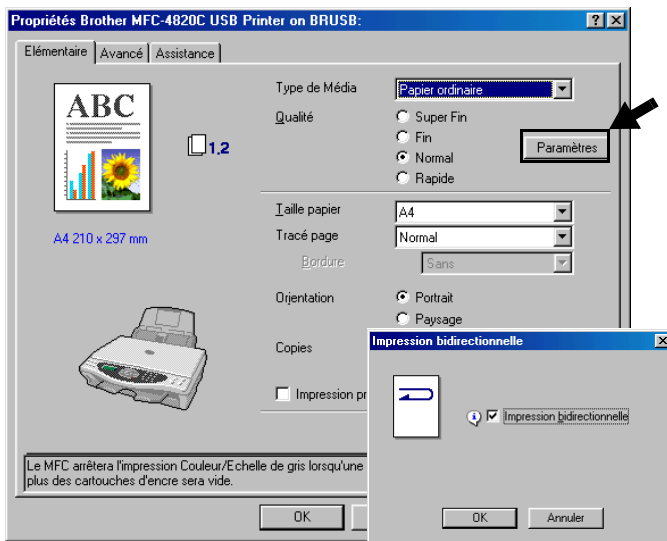 Propriétés Brother MFC-4820C USB Printer on BRUSB:
Elémentaire Avancé Assistance
ABC
1.2
A4 210 x 297 mm
Type de Média Papier ordinaire
Qualité Super Fin
Fin
Normal
Rapide
Paramètres
Taille papier A4
Tracé page Normal
Bordure Sans
Orientation Portrait
Paysage
Copies
Impression
Le MFC arrêtera l'impression Couleur/Echelle de gris lorsqu'une
plus des cartouches d'encre sera vide.
OK
Impression bidirectionnelle
Impression bidirectionnelle
OK Annuler